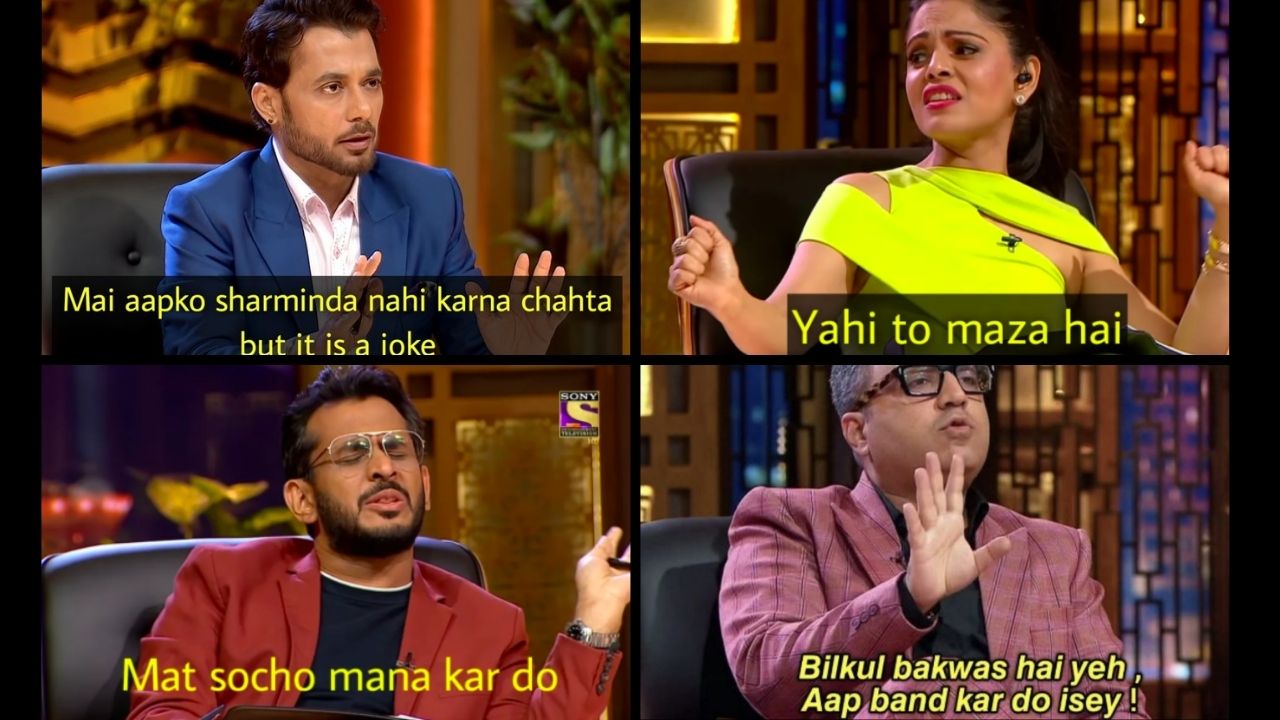 Mai aapko sharminda nahi karna chahta
but it is a joke
Yahi to maza hai
SONY
TELEVISION
Mat socho mana kar do
Bilkul bakwas hai yeh ,
Aap band kar do isey !